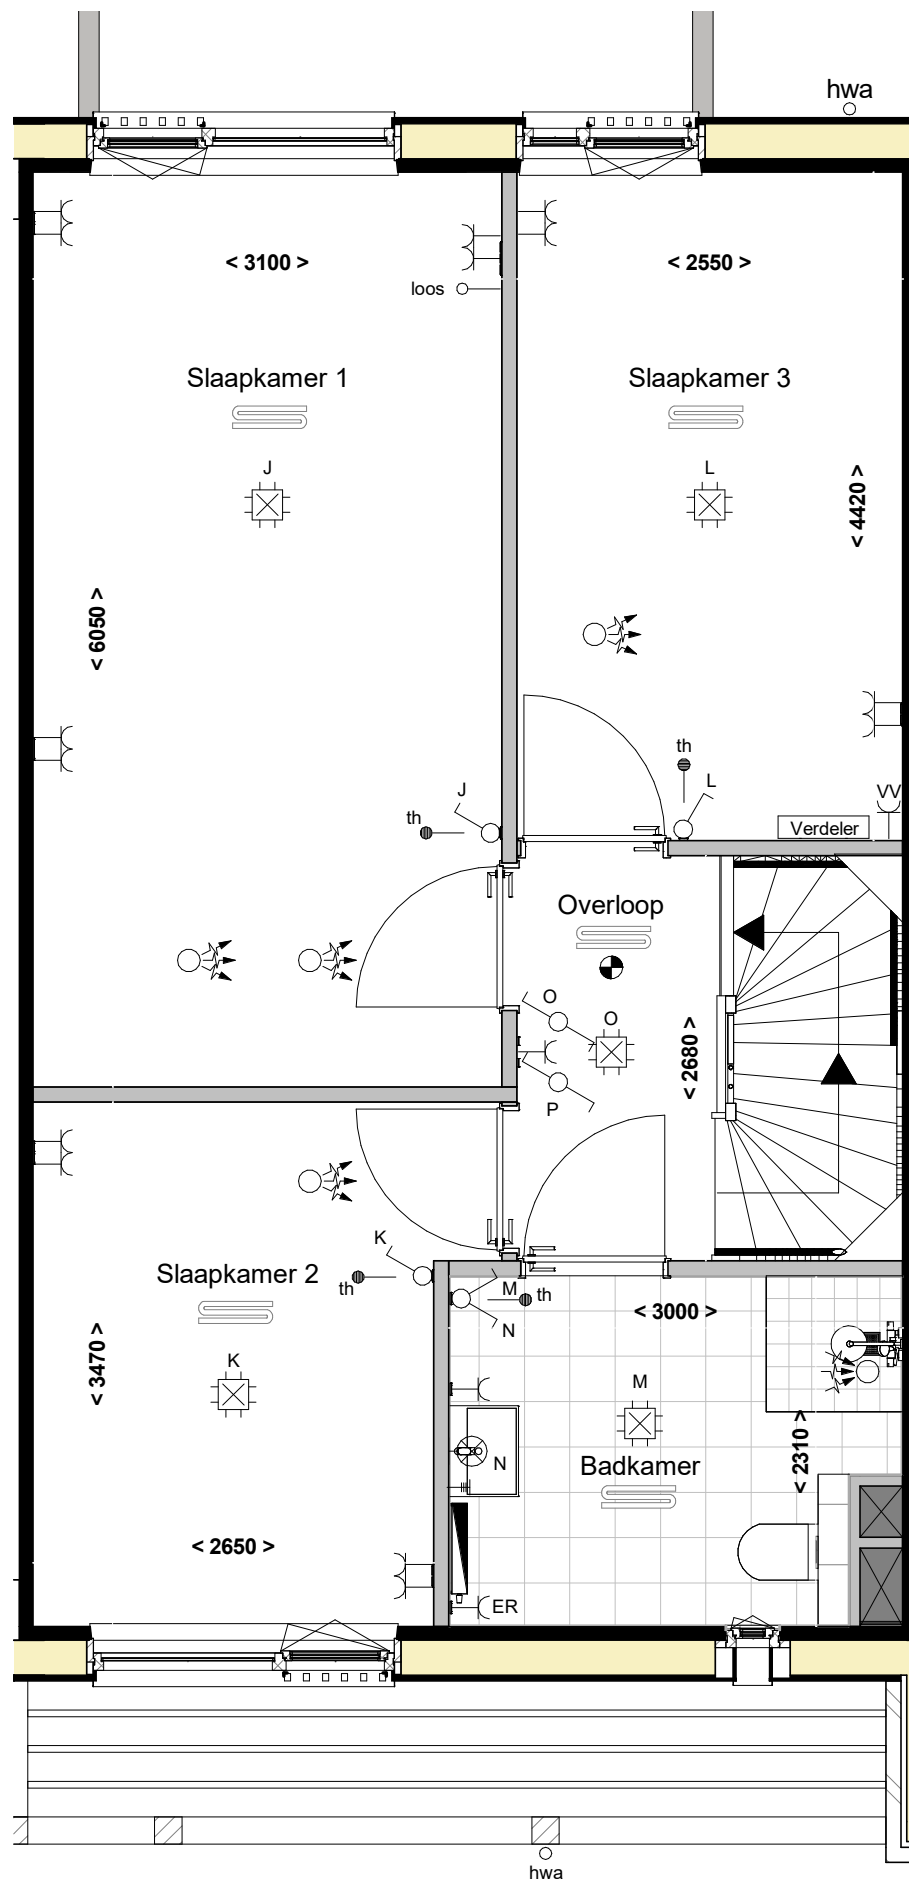 hwa
< 3100 >
< 2550 >
loos
Slaapkamer 1
Slaapkamer 3
J
L
< 4420 >
< 6050 >
th
L
J
th
VV
Verdeler
Overloop
O
O
< 2680 >
P
K
Slaapkamer 2
th
M
th
N
< 3000 >
< 3470 >
K
M
< 2310 >
N
Badkamer
< 2650 >
ER
hwa